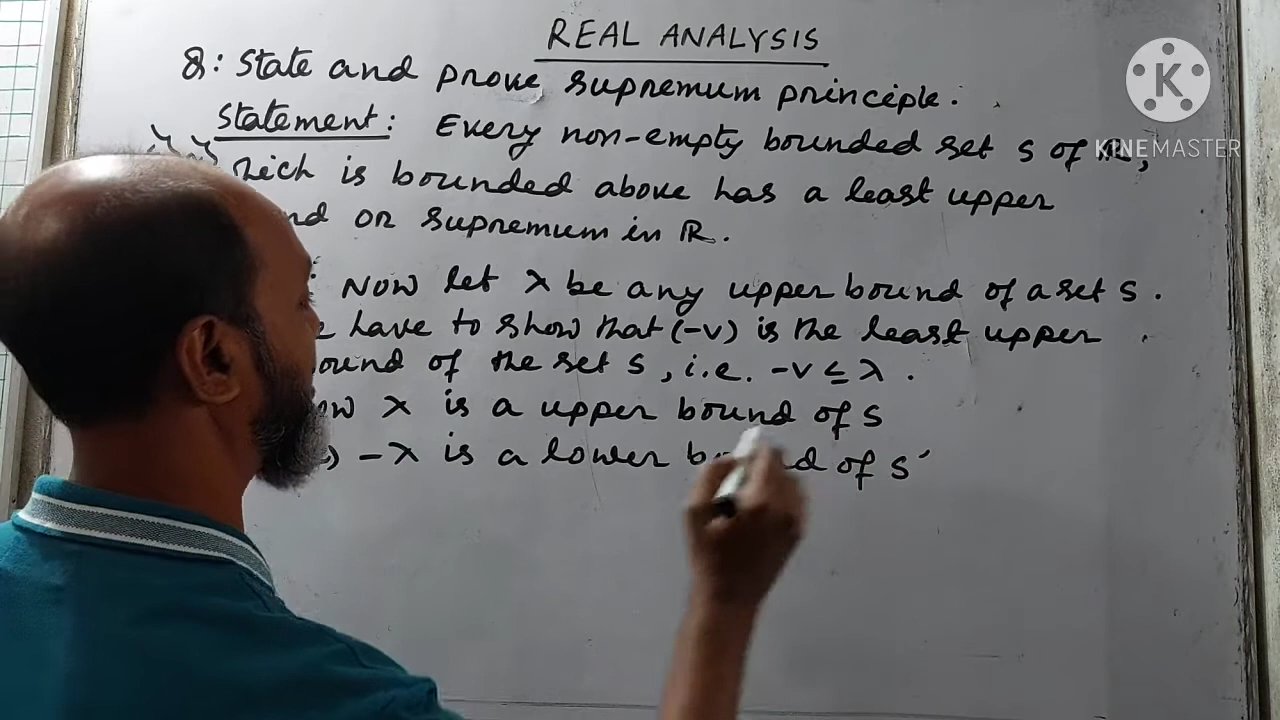 REAL ANALYSIS
Q: State and prove supremum principle.
Statement: Every non-empty bounded set S of ℝ,
which is bounded above has a least upper
or supremum in ℝ.
Now let λ be any upper bound of a set S.
have to show that (-v) is the least upper
of the set S, i.e. -v ≤ λ.
λ is a upper bound of S
-λ is a lower of S'
K
KINEMASTER